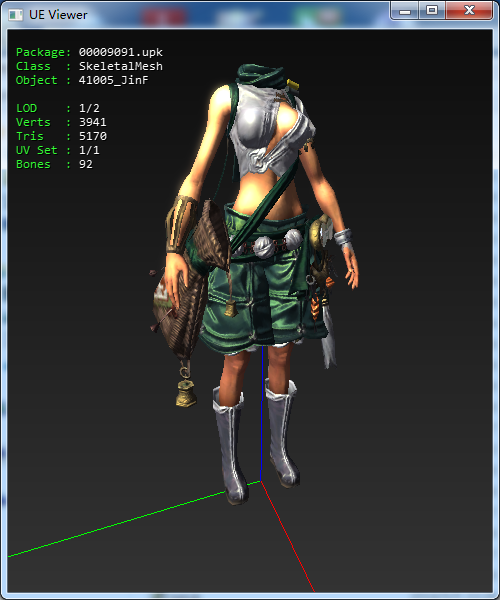 UE Viewer
Package: 00009091.upk
Class : SkeletalMesh
Object : 41005_JinF
LOD : 1/2
Verts : 3941
Tris : 5170
UV Set : 1/1
Bones : 92